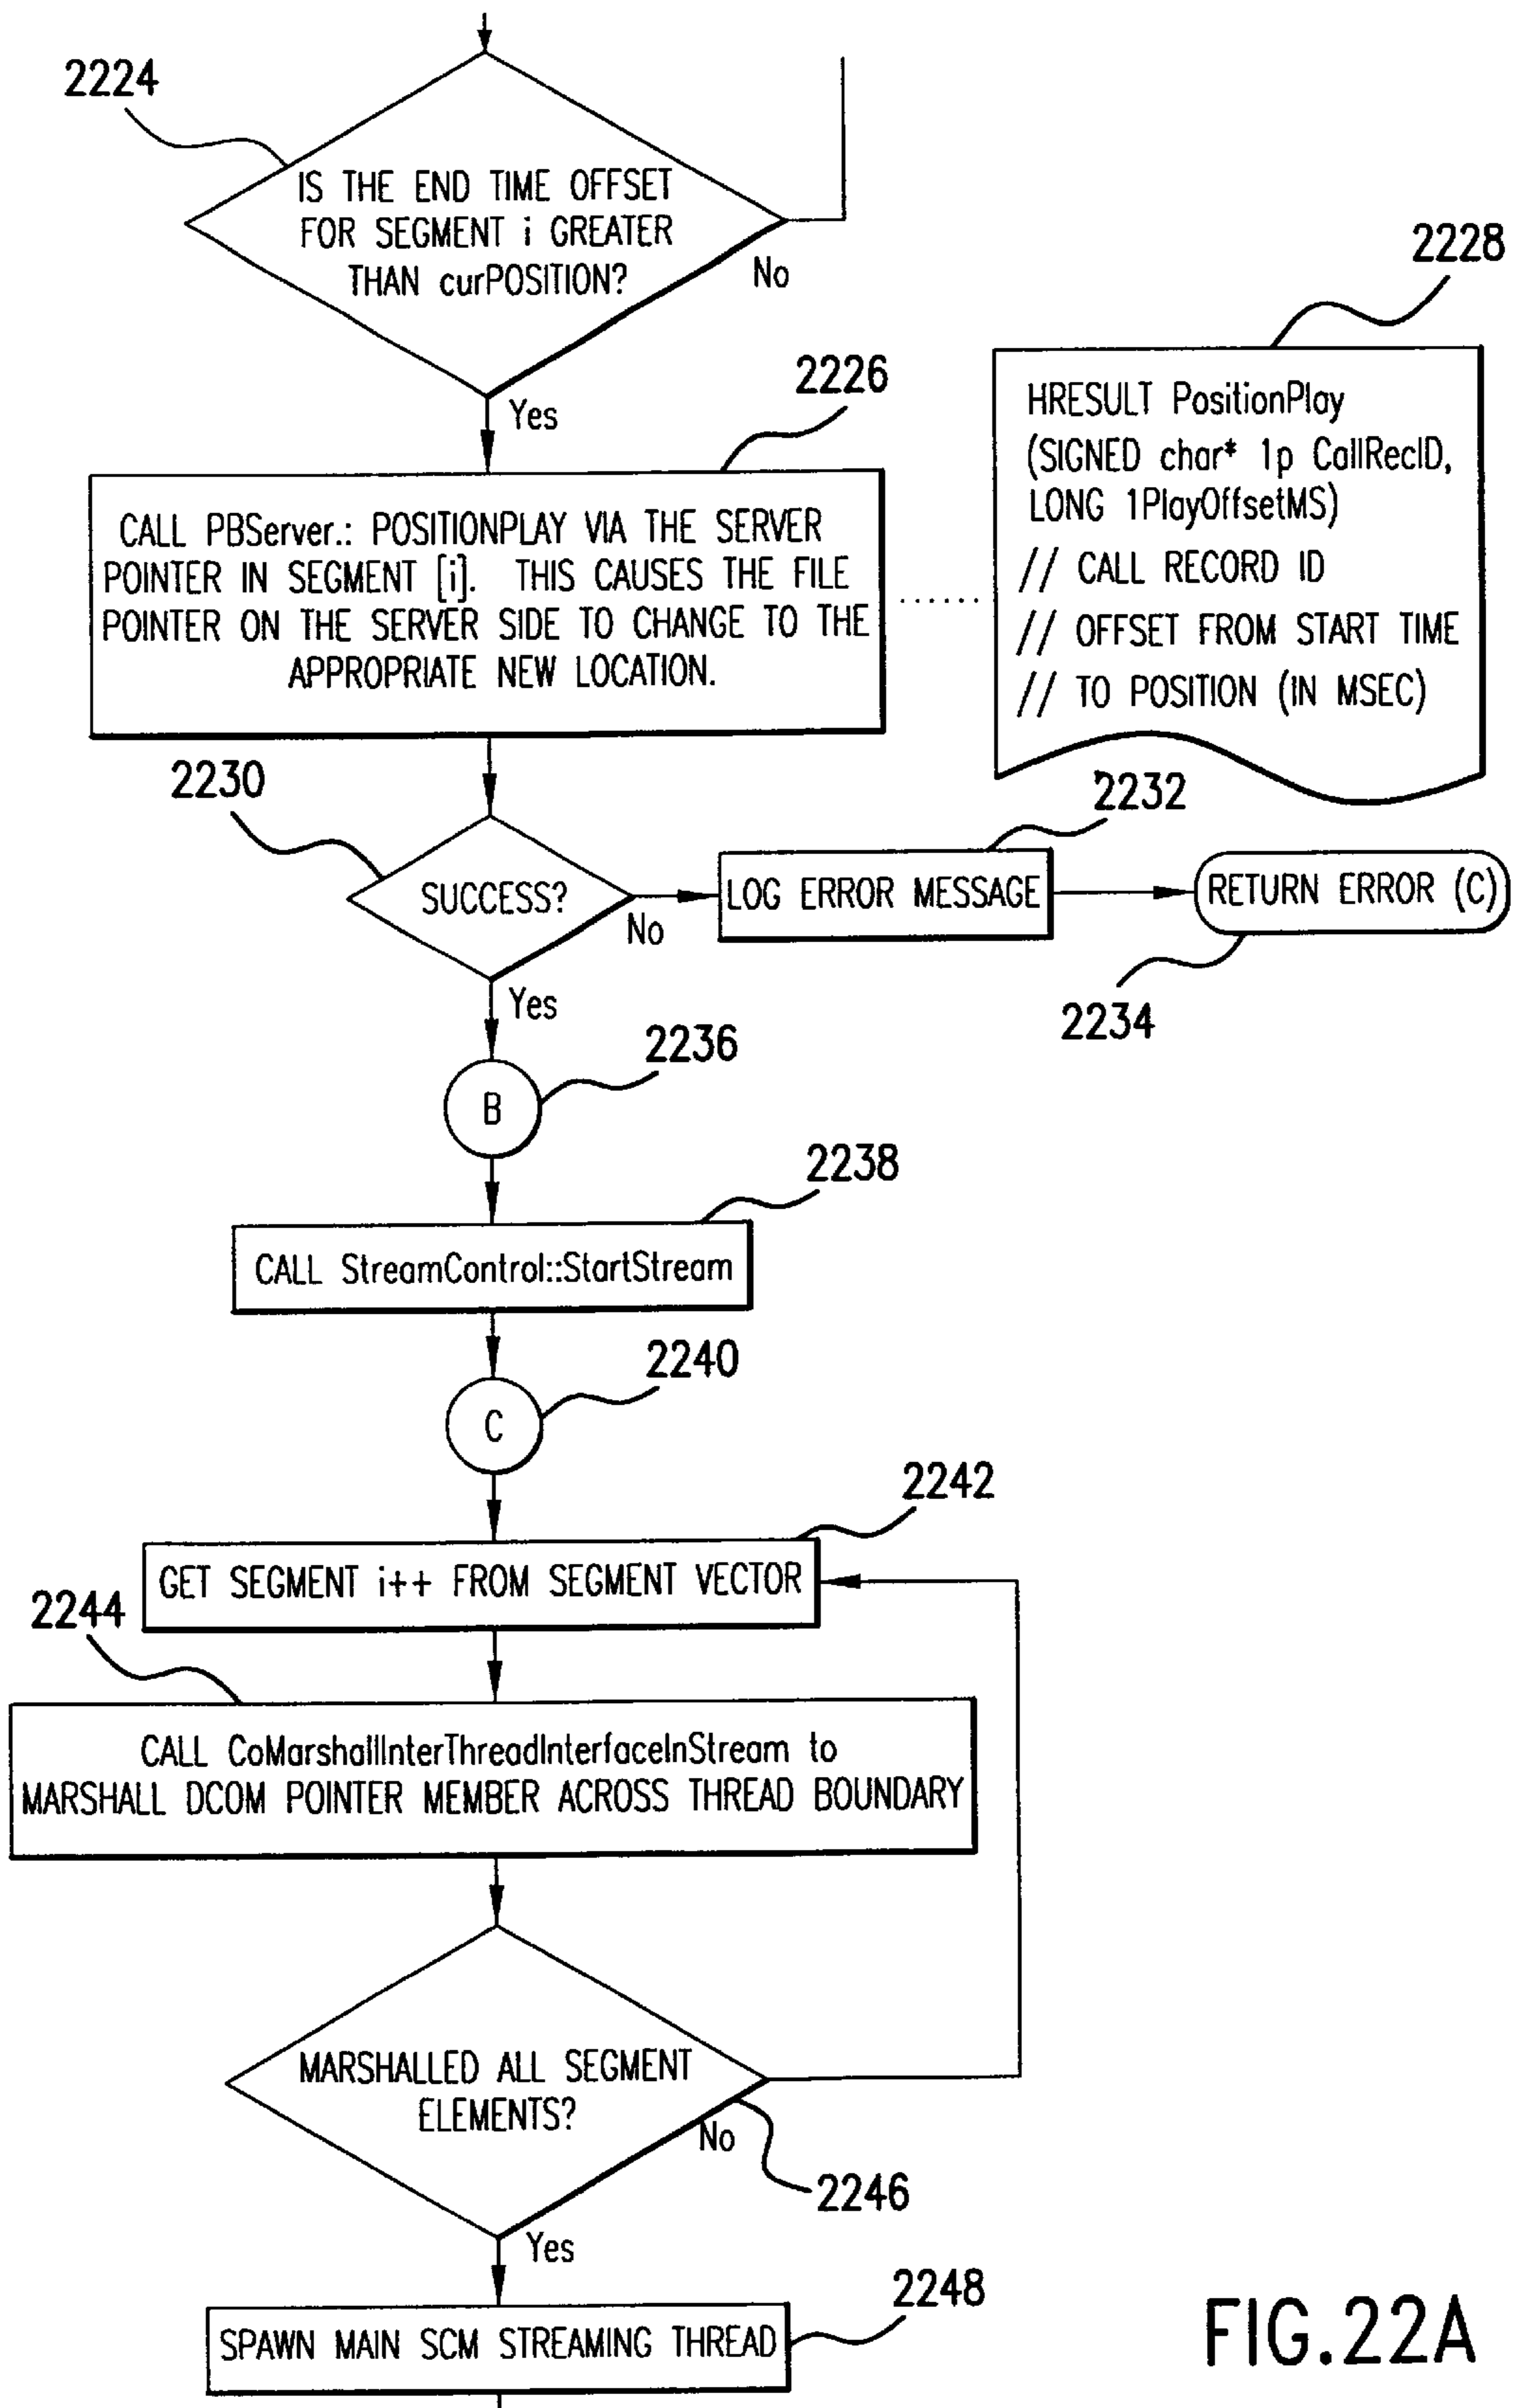 2224
IS THE END TIME OFFSET
FOR SEGMENT i GREATER
THAN curPOSITION?
No
Yes
2226
CALL PBServer.: POSITIONPLAY VIA THE SERVER
POINTER IN SEGMENT [i]. THIS CAUSES THE FILE
POINTER ON THE SERVER SIDE TO CHANGE TO THE
APPROPRIATE NEW LOCATION.
2228
HRESULT PositionPlay
(SIGNED char* 1p CallRecID,
LONG 1PlayOffsetMS)
// CALL RECORD ID
// OFFSET FROM START TIME
// TO POSITION (IN MSEC)
2230
SUCCESS?
No
Yes
2232
LOG ERROR MESSAGE
RETURN ERROR (C)
2234
B
2236
2238
CALL StreamControl::StartStream
2240
C
2242
GET SEGMENT i++ FROM SEGMENT VECTOR
2244
CALL CoMarshallInterThreadInterfaceInStream to
MARSHALL DCOM POINTER MEMBER ACROSS THREAD BOUNDARY
MARSHALLED ALL SEGMENT
ELEMENTS?
No
2246
Yes
2248
SPAWN MAIN SCM STREAMING THREAD
FIG.22A